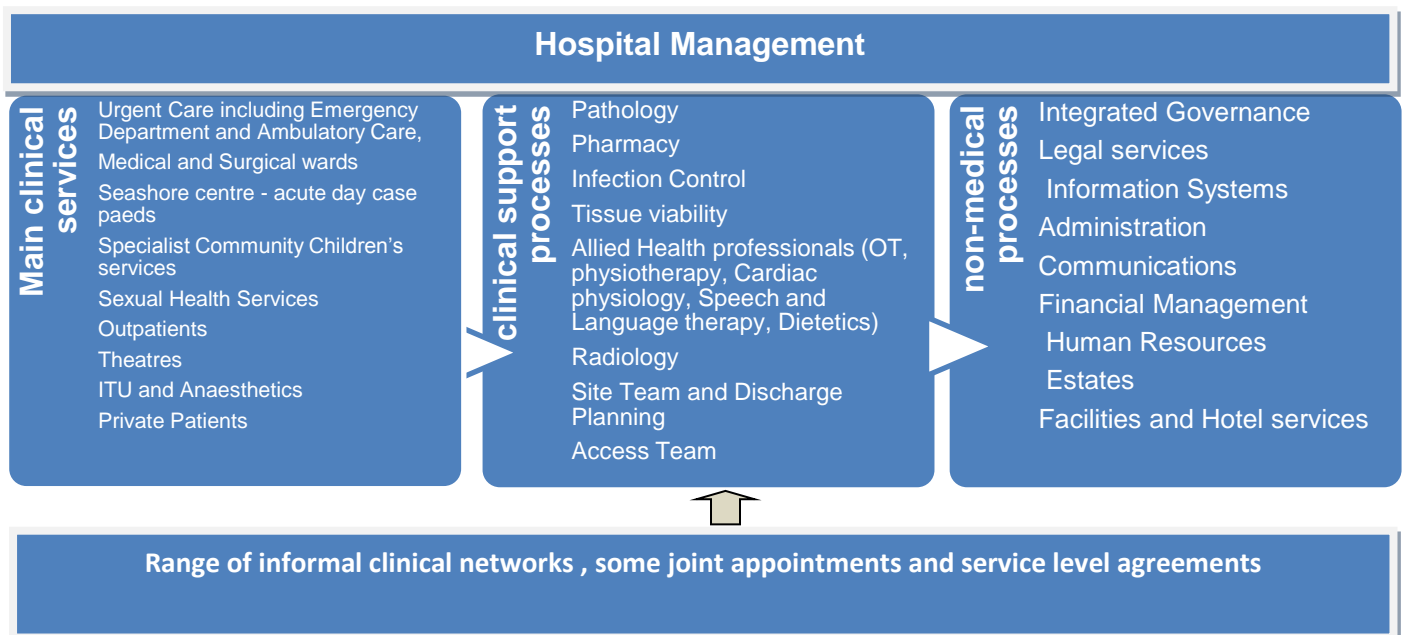 Hospital Management
Main clinical
services
Urgent Care including Emergency
Department and Ambulatory Care,
Medical and Surgical wards
Seashore centre - acute day case
paeds
Specialist Community Children's
services
Sexual Health Services
Outpatients
Theatres
ITU and Anaesthetics
Private Patients
clinical support
processes
Pathology
Pharmacy
Infection Control
Tissue viability
Allied Health professionals (OT,
physiotherapy, Cardiac
physiology, Speech and
Language therapy, Dietetics)
Radiology
Site Team and Discharge
Planning
Access Team
non-medical
processes
Integrated Governance
Legal services
Information Systems
Administration
Communications
Financial Management
Human Resources
Estates
Facilities and Hotel services
Range of informal clinical networks , some joint appointments and service level agreements